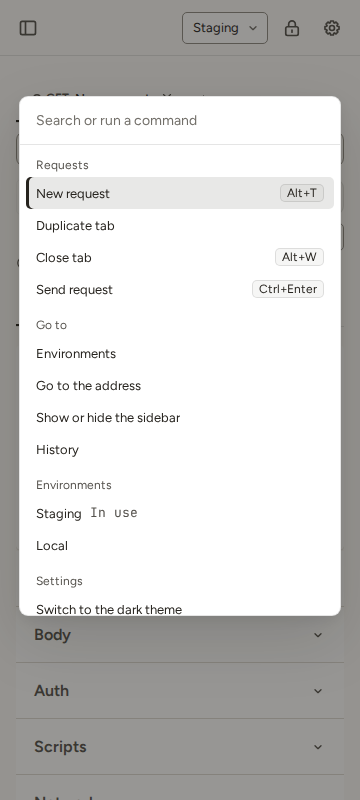 Staging
Search or run a command
Requests
New request Alt+T
Duplicate tab
Close tab Alt+W
Send request Ctrl+Enter
Go to
Environments
Go to the address
Show or hide the sidebar
History
Environments
Staging In use
Local
Settings
Switch to the dark theme
Body
Auth
Scripts